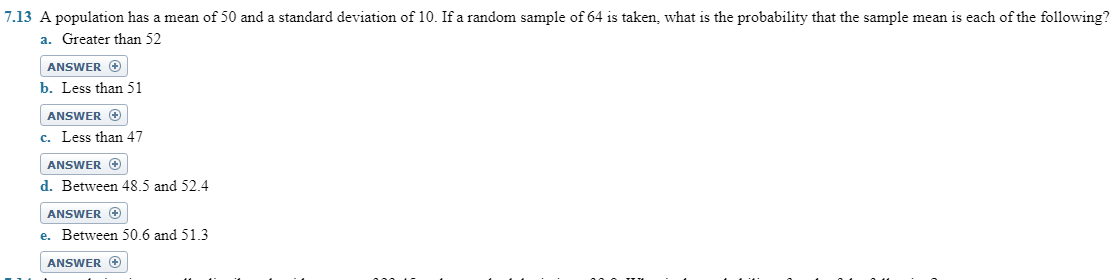 7.13 A population has a mean of 50 and a standard deviation of 10. If a random sample of 64 is taken, what is the probability that the sample mean is each of the following?
a. Greater than 52
ANSWER
b. Less than 51
ANSWER
c. Less than 47
ANSWER
d. Between 48.5 and 52.4
ANSWER
e. Between 50.6 and 51.3
ANSWER